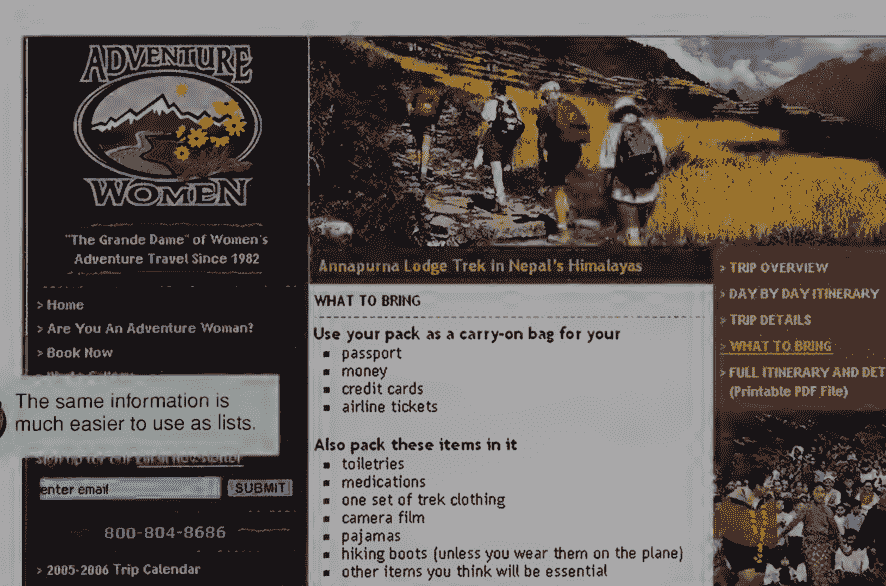 ADVENTURE
WOMEN
"The Grande Dame" of Women's
Adventure Travel Since 1982
> Home
> Are You An Adventure Woman?
> Book Now
The same information is
much easier to use as lists.
enter email
SUBMIT
800-804-8686
> 2005-2006 Trip Calendar
Annapurna Lodge Trek in Nepal's Himalayas
WHAT TO BRING
Use your pack as a carry-on bag for your
▪ passport
▪ money
▪ credit cards
▪ airline tickets
Also pack these items in it
▪ toiletries
▪ medications
▪ one set of trek clothing
▪ camera film
▪ pajamas
▪ hiking boots (unless you wear them on the plane)
▪ other items you think will be essential
> TRIP OVERVIEW
> DAY BY DAY ITINERARY
> TRIP DETAILS
> WHAT TO BRING
> FULL ITINERARY AND DET
(Printable PDF File)